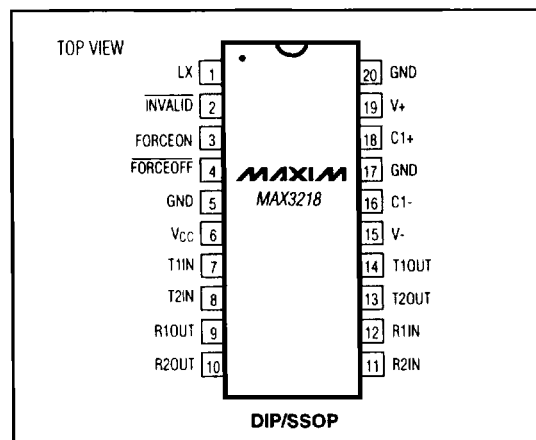 TOP VIEW
LX 1 20 GND
INVALID 2 19 V+
FORCEON 3 18 C1+
FORCEOFF 4 17 GND
MAXIM
MAX3218
GND 5 16 C1-
VCC 6 15 V-
T1IN 7 14 T1OUT
T2IN 8 13 T2OUT
R1OUT 9 12 R1IN
R2OUT 10 11 R2IN
DIP/SSOP